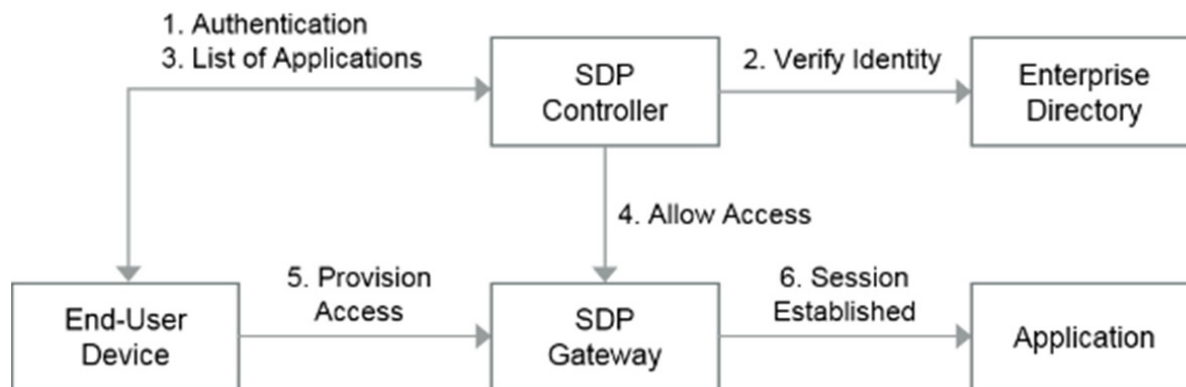 1. Authentication
3. List of Applications
SDP
Controller
2. Verify Identity
Enterprise
Directory
4. Allow Access
End-User
Device
5. Provision
Access
SDP
Gateway
6. Session
Established
Application